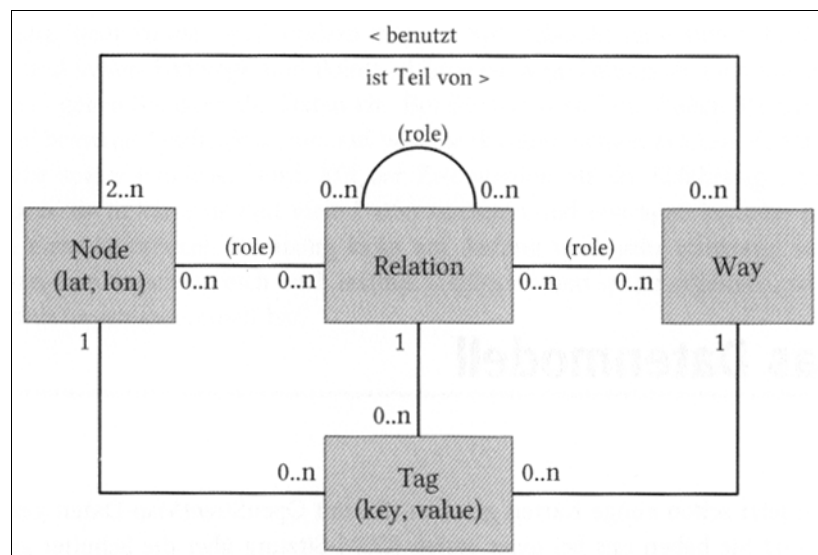 < benutzt
ist Teil von >
(role)
0..n 0..n
2..n 0..n
Node
(lat, lon)
(role)
0..n 0..n
Relation
(role)
0..n 0..n
Way
1 1 1
0..n
0..n 0..n
Tag
(key, value)